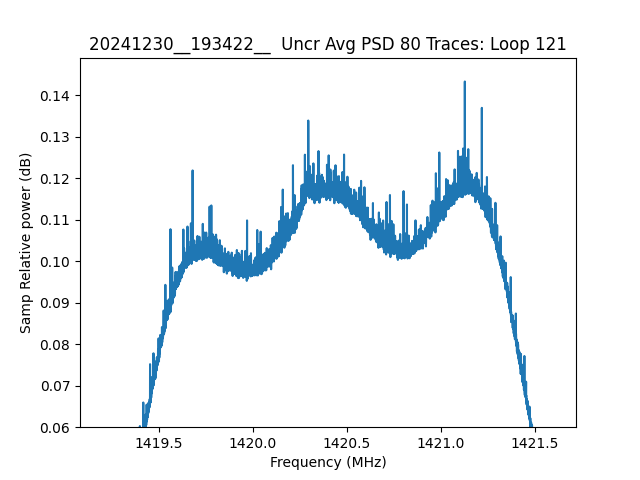 20241230__193422__  Uncr Avg PSD 80 Traces: Loop 121
0.14
0.13
0.12
0.11
0.10
0.09
0.08
0.07
0.06
Samp Relative power (dB)
1419.5 1420.0 1420.5 1421.0 1421.5
Frequency (MHz)